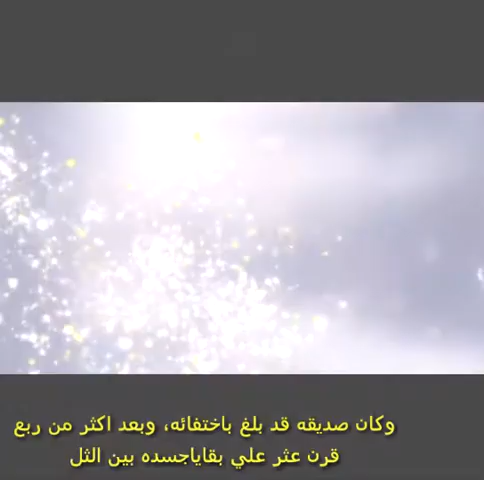 وكان صديقه قد بلغ باختفائه، وبعد اكثر من ربع
قرن عثر علي بقاياجسده بين الثل